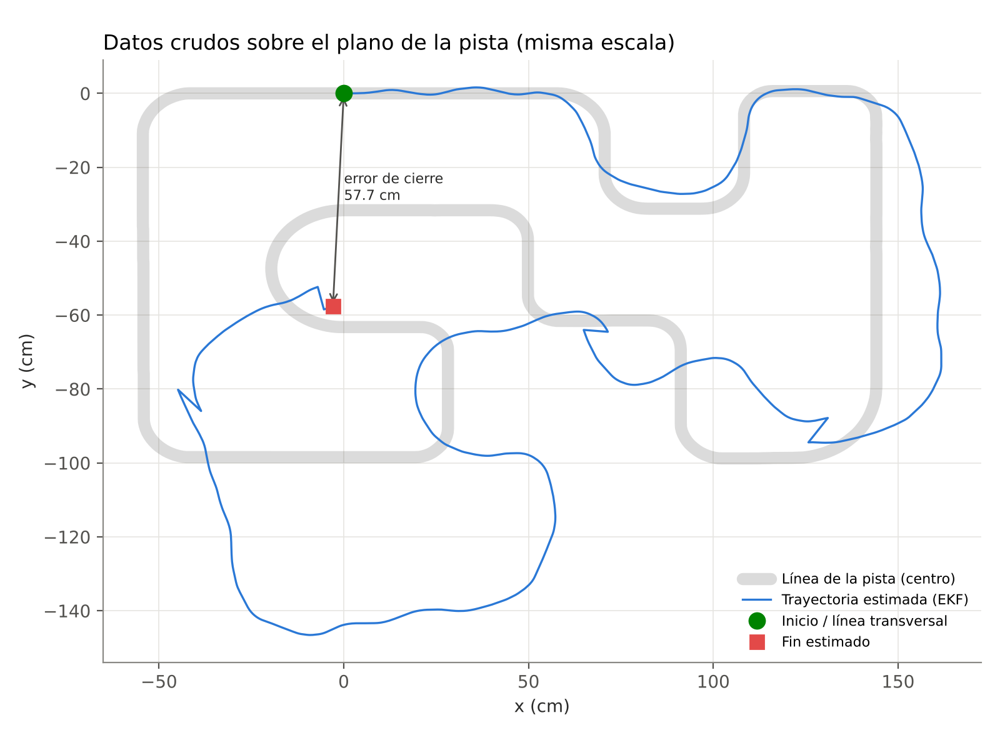 Datos crudos sobre el plano de la pista (misma escala)
y (cm)
0
−20
−40
−60
−80
−100
−120
−140
error de cierre
57.7 cm
Línea de la pista (centro)
Trayectoria estimada (EKF)
Inicio / línea transversal
Fin estimado
−50
0
50
100
150
x (cm)